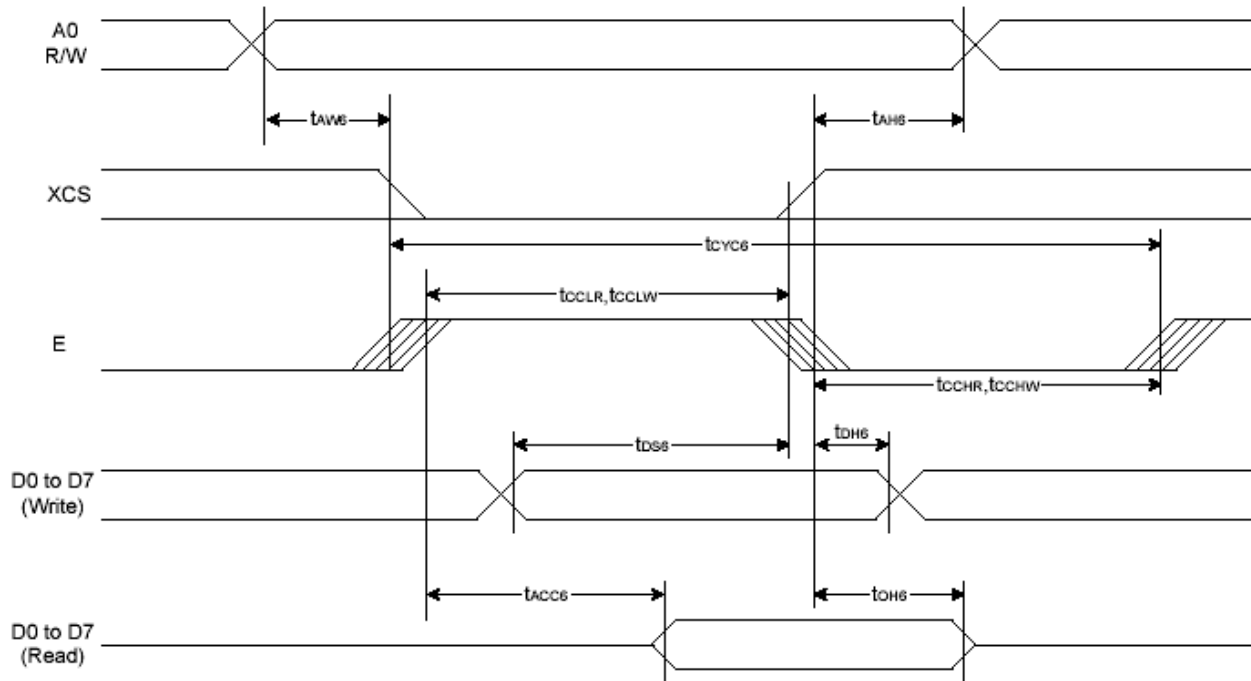 A0
R/W
tAW6
tAH6
XCS
tCYC6
tCCLR,tCCLW
E
tCCHR,tCCHW
tDS6
tDH6
D0 to D7
(Write)
tACC6
tOH6
D0 to D7
(Read)